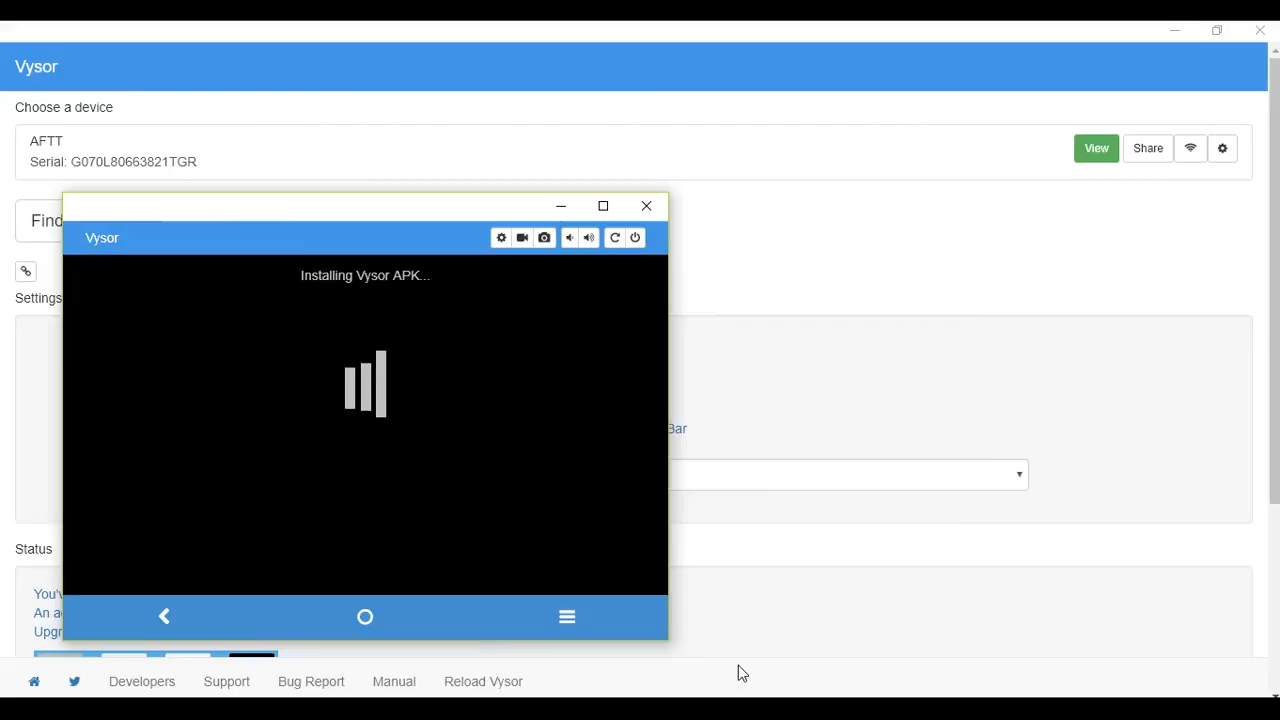 Vysor
Choose a device
AFTT
Serial: G070L80663821TGR
View
Share
Find
Vysor
Installing Vysor APK...
Settings
Bar
Status
You'v
An a
Upgr
Developers
Support
Bug Report
Manual
Reload Vysor